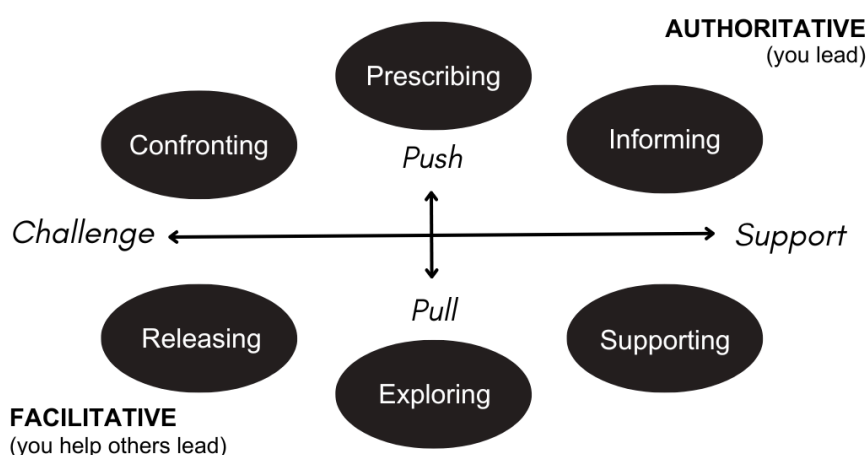 AUTHORITATIVE
(you lead)
Prescribing
Confronting
Informing
Push
Challenge
Support
Pull
Releasing
Supporting
Exploring
FACILITATIVE
(you help others lead)